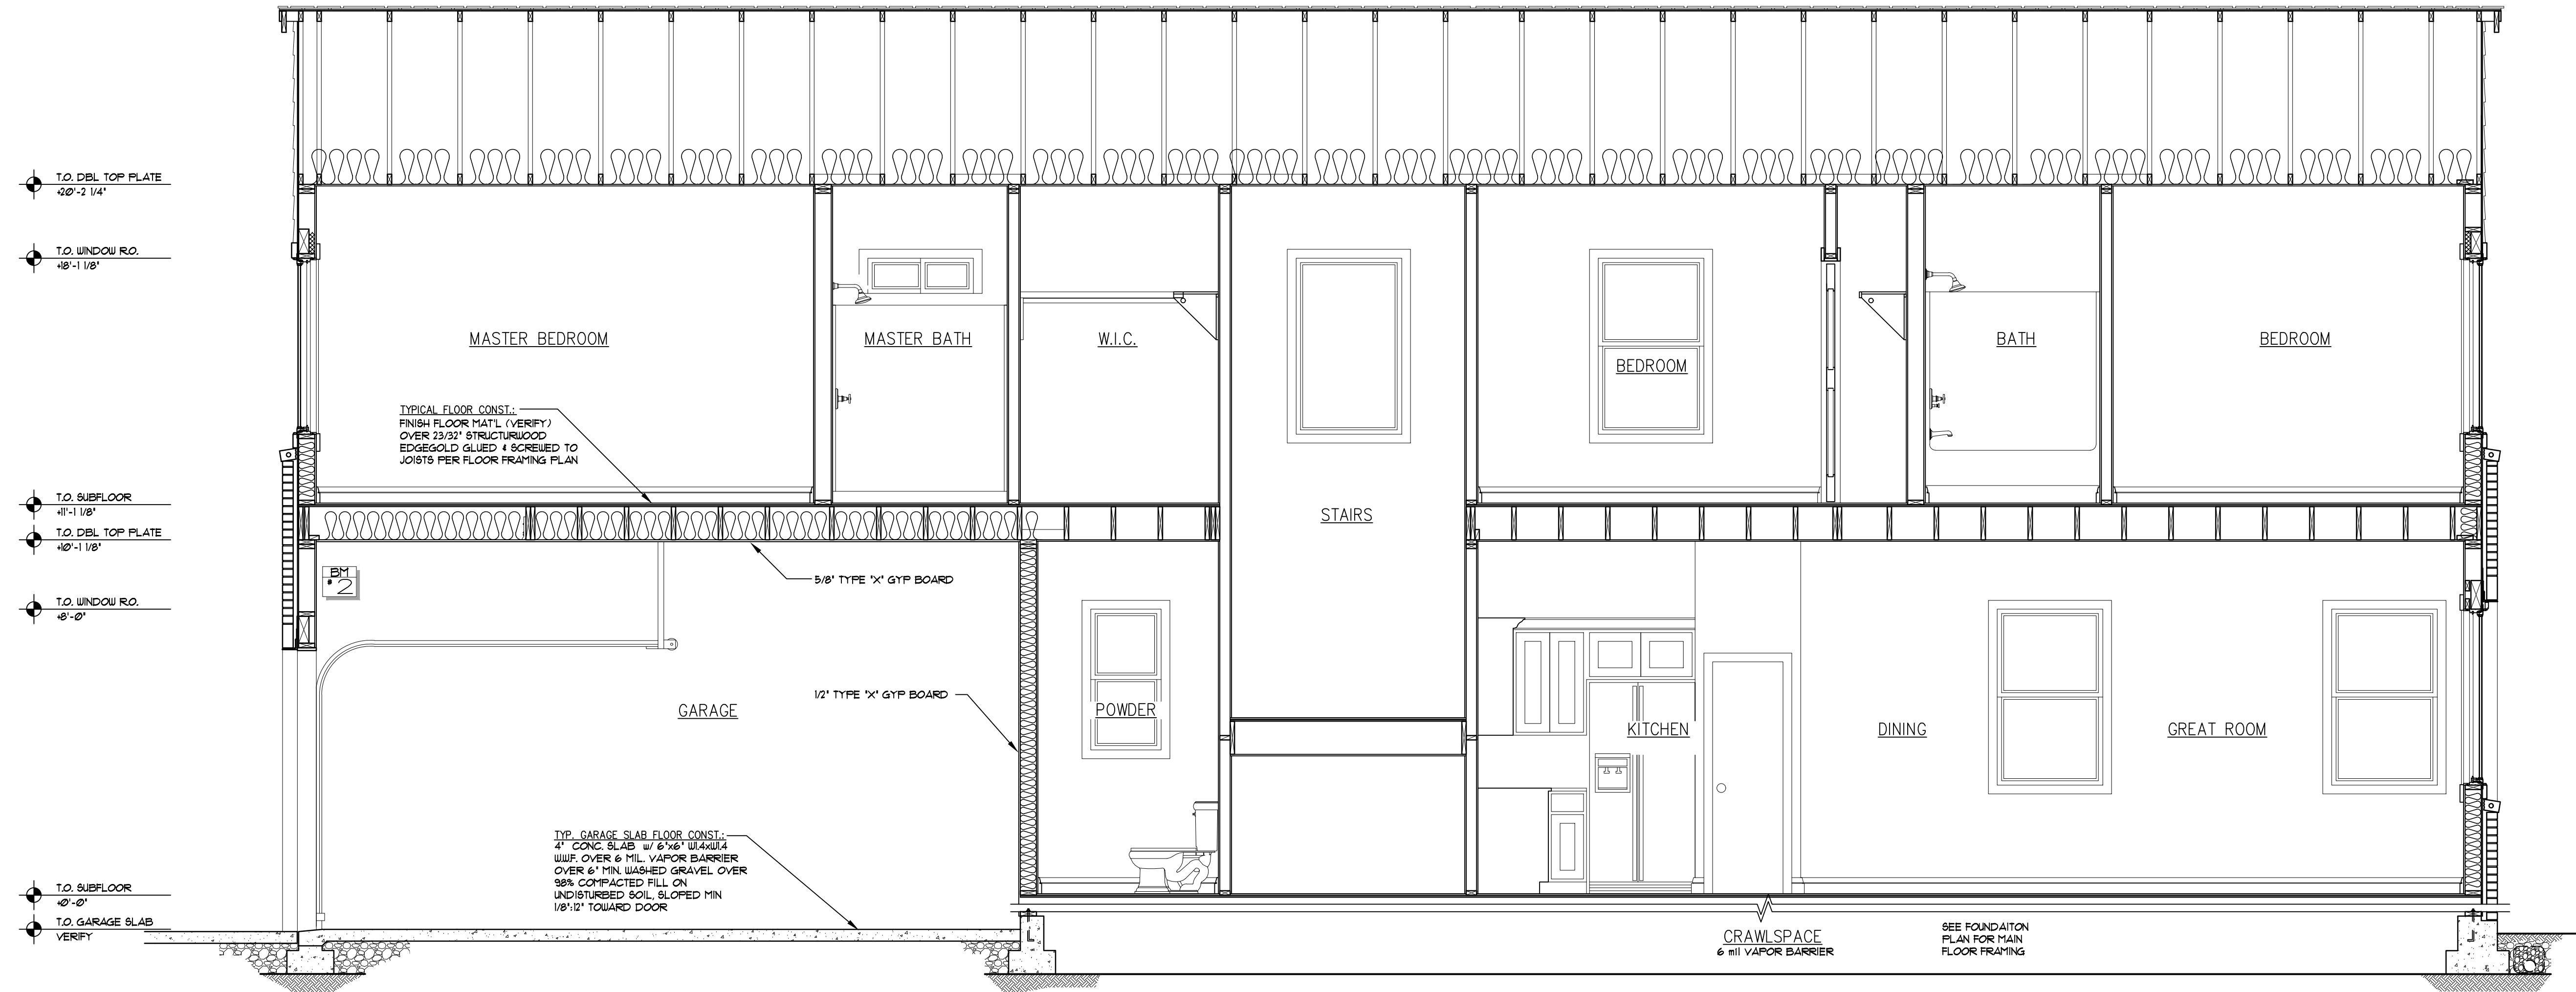 T.O. DBL TOP PLATE
+20'-2 1/4"
T.O. WINDOW R.O.
+18'-1 1/8"
MASTER BEDROOM
MASTER BATH
W.I.C.
BEDROOM
BATH
BEDROOM
TYPICAL FLOOR CONST.:
FINISH FLOOR MAT'L (VERIFY)
OVER 23/32" STRUCTURWOOD
EDGEGOLD GLUED & SCREWED TO
JOISTS PER FLOOR FRAMING PLAN
T.O. SUBFLOOR
+11'-1 1/8"
STAIRS
T.O. DBL TOP PLATE
+10'-1 1/8"
BM
#2
5/8" TYPE "X" GYP BOARD
T.O. WINDOW R.O.
+8'-0"
1/2" TYPE "X" GYP BOARD
GARAGE
POWDER
KITCHEN
DINING
GREAT ROOM
TYP. GARAGE SLAB FLOOR CONST.:
4" CONC. SLAB w/ 6"x6" W1.4xW1.4
W.W.F. OVER 6 MIL. VAPOR BARRIER
OVER 6" MIN. WASHED GRAVEL OVER
98% COMPACTED FILL ON
UNDISTURBED SOIL, SLOPED MIN
1/8":12" TOWARD DOOR
T.O. SUBFLOOR
+0'-0"
T.O. GARAGE SLAB
VERIFY
CRAWLSPACE
6 mil VAPOR BARRIER
SEE FOUNDAITON
PLAN FOR MAIN
FLOOR FRAMING